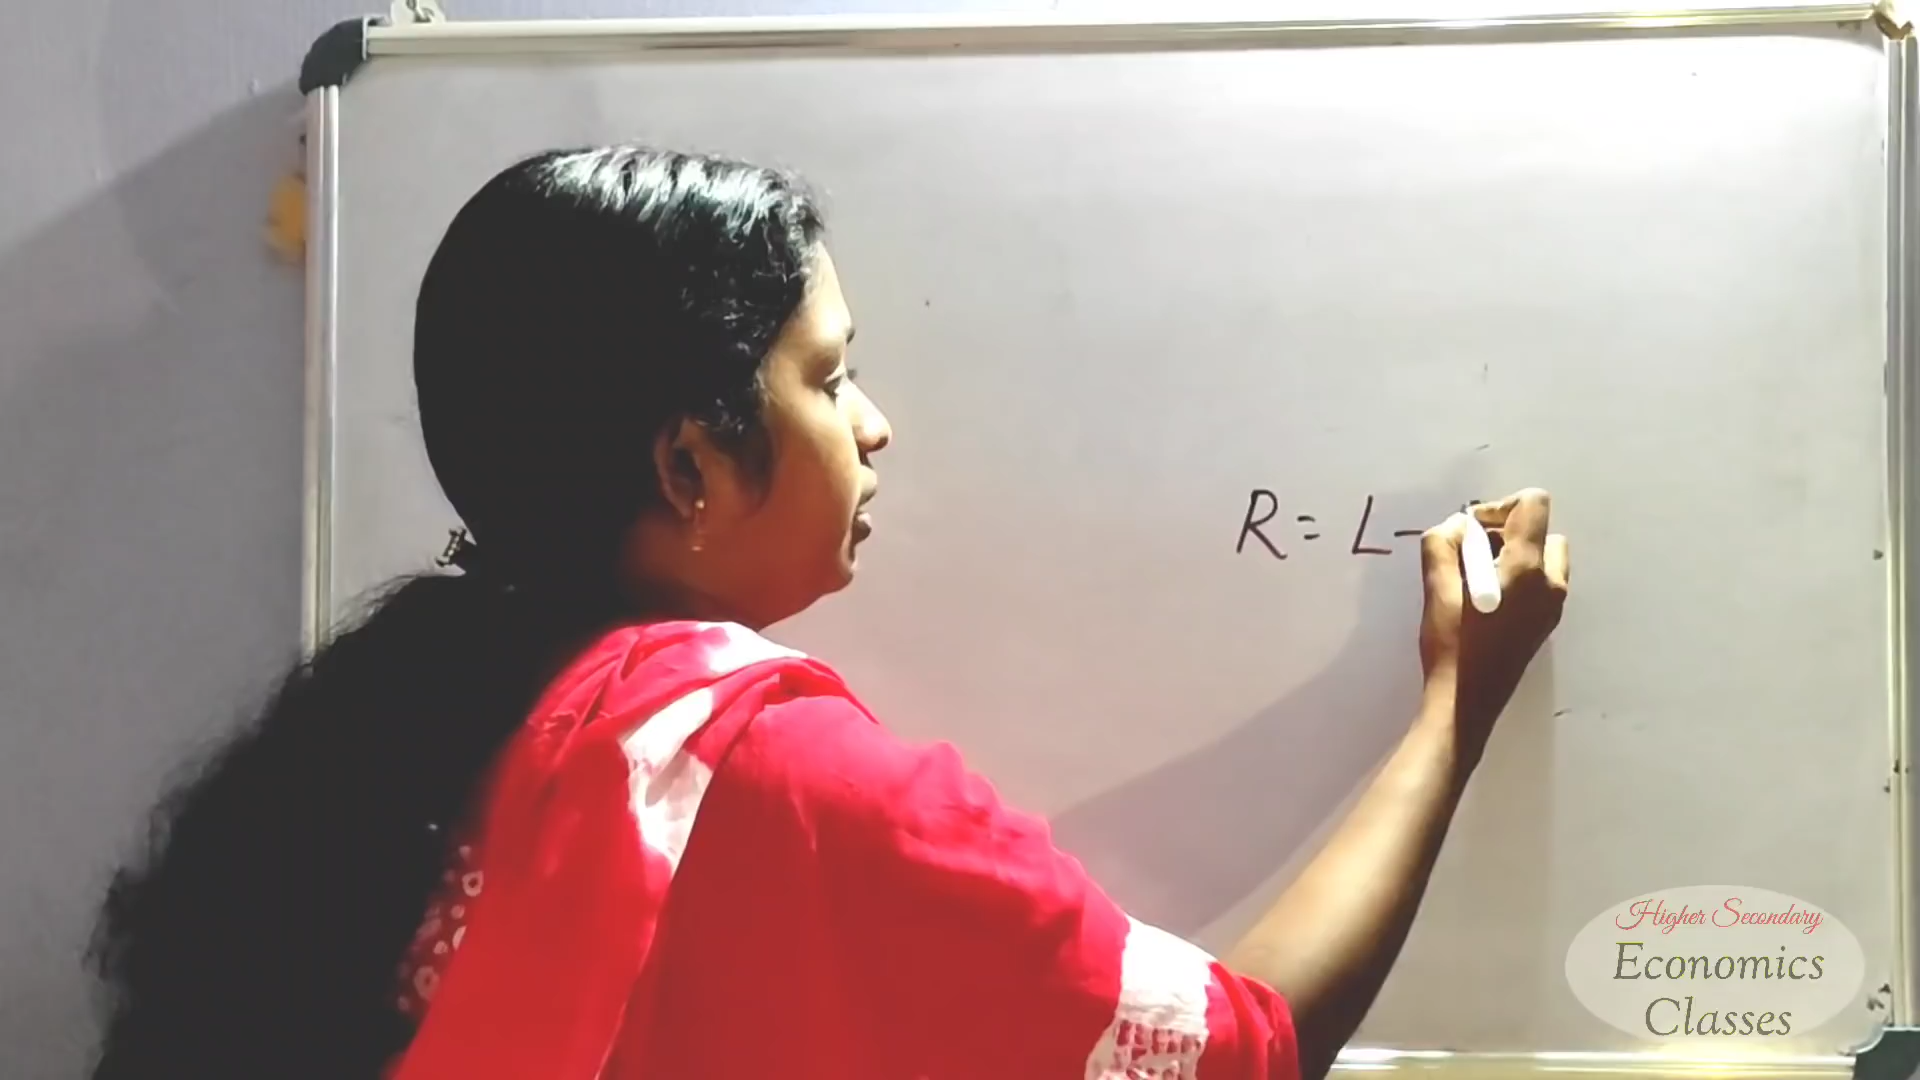 R = L -
Higher Secondary
Economics
Classes